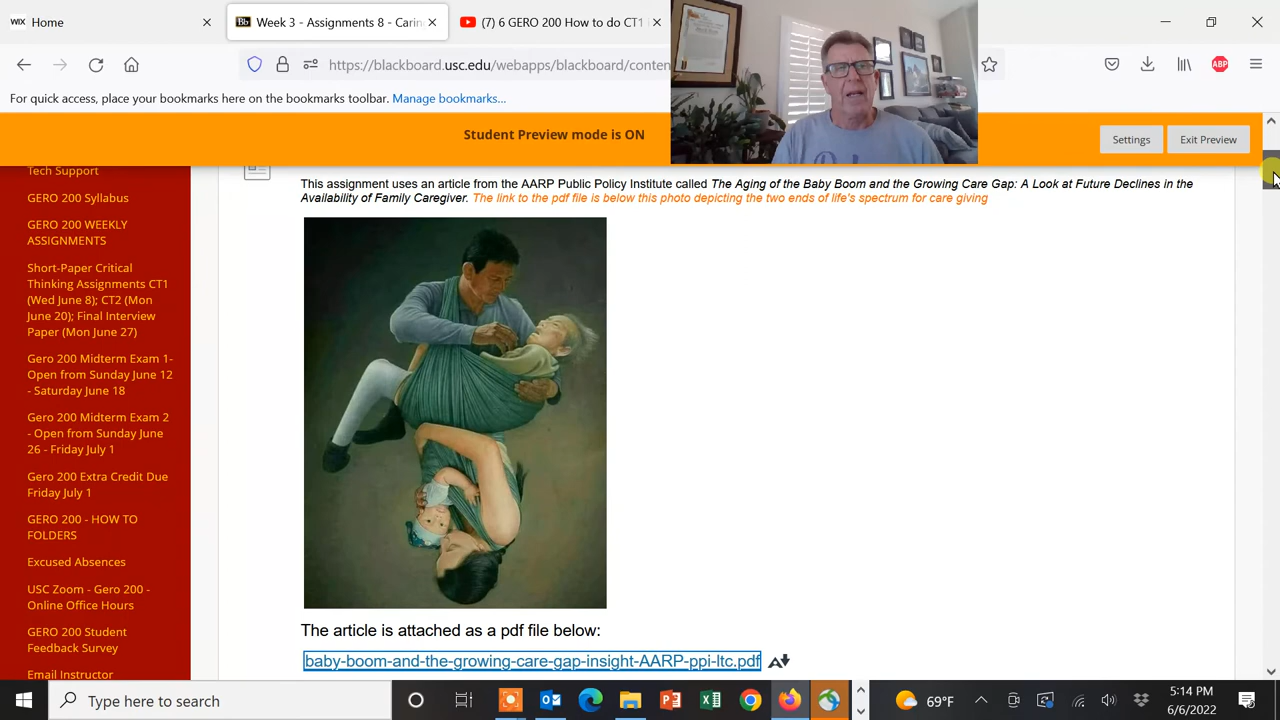 WIX Home
Bb Week 3 - Assignments 8 - Carin
(7) 6 GERO 200 How to do CT1
https://blackboard.usc.edu/webapps/blackboard/conten
ABP
For quick access, place your bookmarks here on the bookmarks toolbar. Manage bookmarks...
Student Preview mode is ON
Settings
Exit Preview
Tech Support
GERO 200 Syllabus
GERO 200 WEEKLY
ASSIGNMENTS
Short-Paper Critical
Thinking Assignments CT1
(Wed June 8); CT2 (Mon
June 20); Final Interview
Paper (Mon June 27)
Gero 200 Midterm Exam 1-
Open from Sunday June 12
- Saturday June 18
Gero 200 Midterm Exam 2
- Open from Sunday June
26 - Friday July 1
Gero 200 Extra Credit Due
Friday July 1
GERO 200 - HOW TO
FOLDERS
Excused Absences
USC Zoom - Gero 200 -
Online Office Hours
GERO 200 Student
Feedback Survey
Email Instructor
This assignment uses an article from the AARP Public Policy Institute called The Aging of the Baby Boom and the Growing Care Gap: A Look at Future Declines in the
Availability of Family Caregiver. The link to the pdf file is below this photo depicting the two ends of life's spectrum for care giving
The article is attached as a pdf file below:
baby-boom-and-the-growing-care-gap-insight-AARP-ppi-ltc.pdf
Type here to search
69°F
5:14 PM
6/6/2022